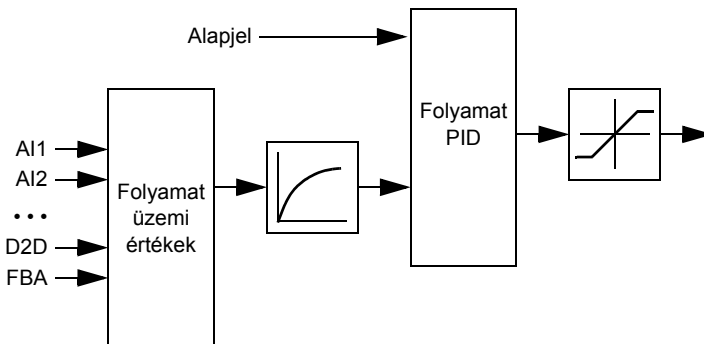 Alapjel
Folyamat
PID
AI1
AI2
• • •
D2D
FBA
Folyamat
üzemi
értékek